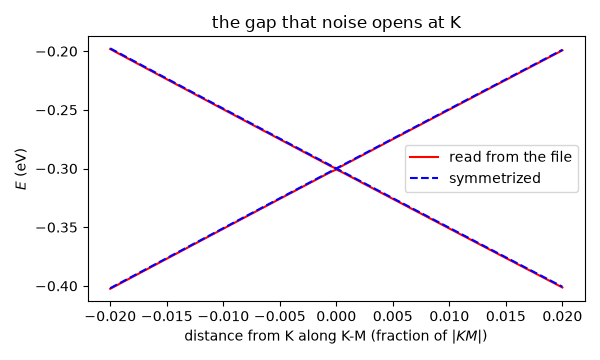 the gap that noise opens at K
E (eV)
−0.20
−0.25
−0.30
−0.35
−0.40
read from the file
symmetrized
−0.020 −0.015 −0.010 −0.005 0.000 0.005 0.010 0.015 0.020
distance from K along K-M (fraction of |KM|)